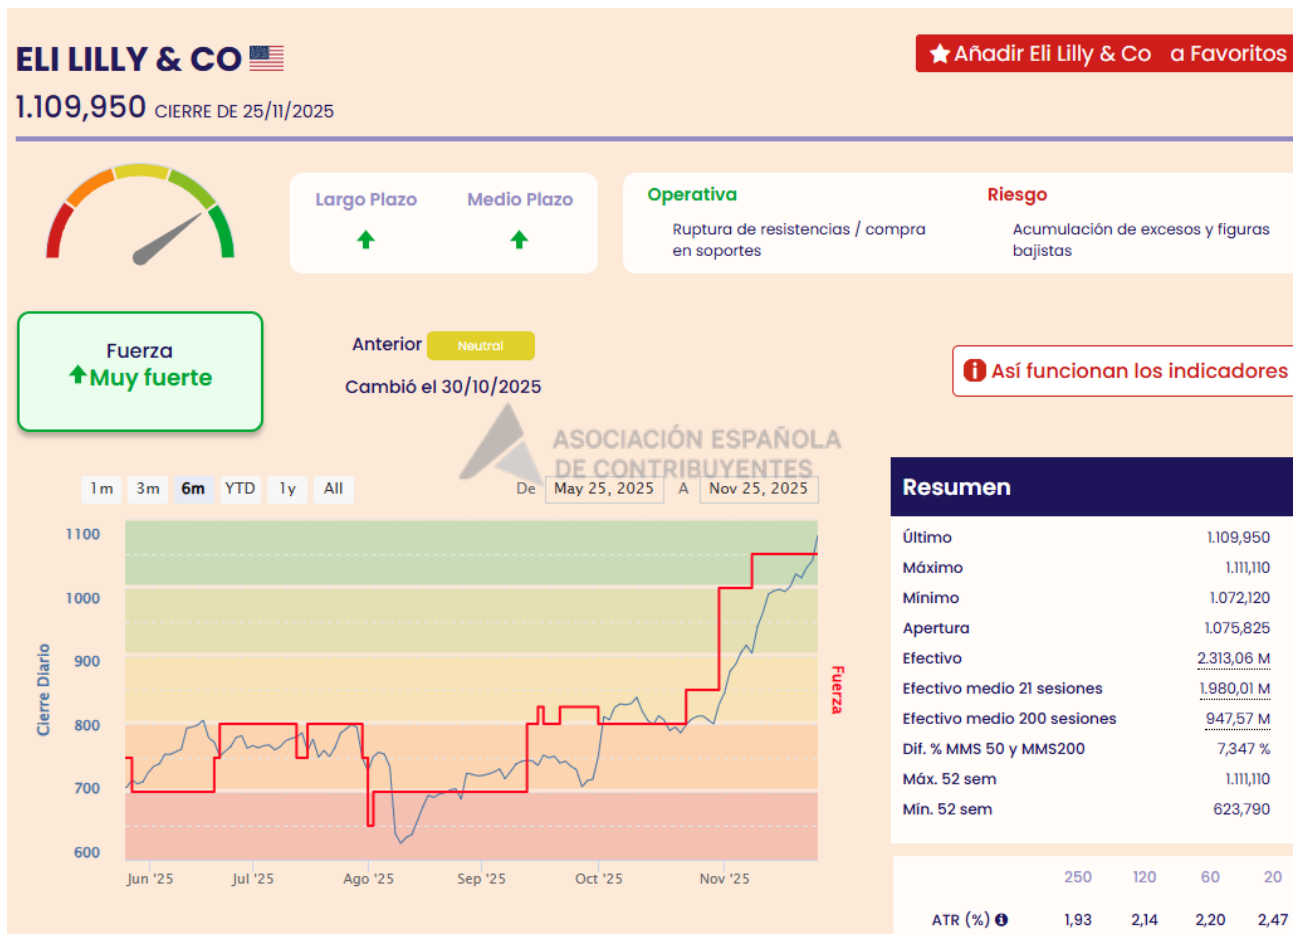 ELI LILLY & CO
Añadir Eli Lilly & Co a Favoritos
1.109,950 CIERRE DE 25/11/2025
Largo Plazo
Medio Plazo
Operativa
Ruptura de resistencias / compra
en soportes
Riesgo
Acumulación de excesos y figuras
bajistas
Fuerza
Muy fuerte
Anterior Neutral
Cambió el 30/10/2025
Así funcionan los indicadores
ASOCIACIÓN ESPAÑOLA
DE CONTRIBUYENTES
1m 3m 6m YTD 1y All
De May 25, 2025 A Nov 25, 2025
1100
1000
900
800
700
600
Cierre Diario
Fuerza
Jun '25 Jul '25 Ago '25 Sep '25 Oct '25 Nov '25
Resumen
Último 1.109,950
Máximo 1.111,110
Mínimo 1.072,120
Apertura 1.075,825
Efectivo 2.313,06 M
Efectivo medio 21 sesiones 1.980,01 M
Efectivo medio 200 sesiones 947,57 M
Dif. % MMS 50 y MMS200 7,347 %
Máx. 52 sem 1.111,110
Mín. 52 sem 623,790
250 120 60 20
ATR (%) 1,93 2,14 2,20 2,47